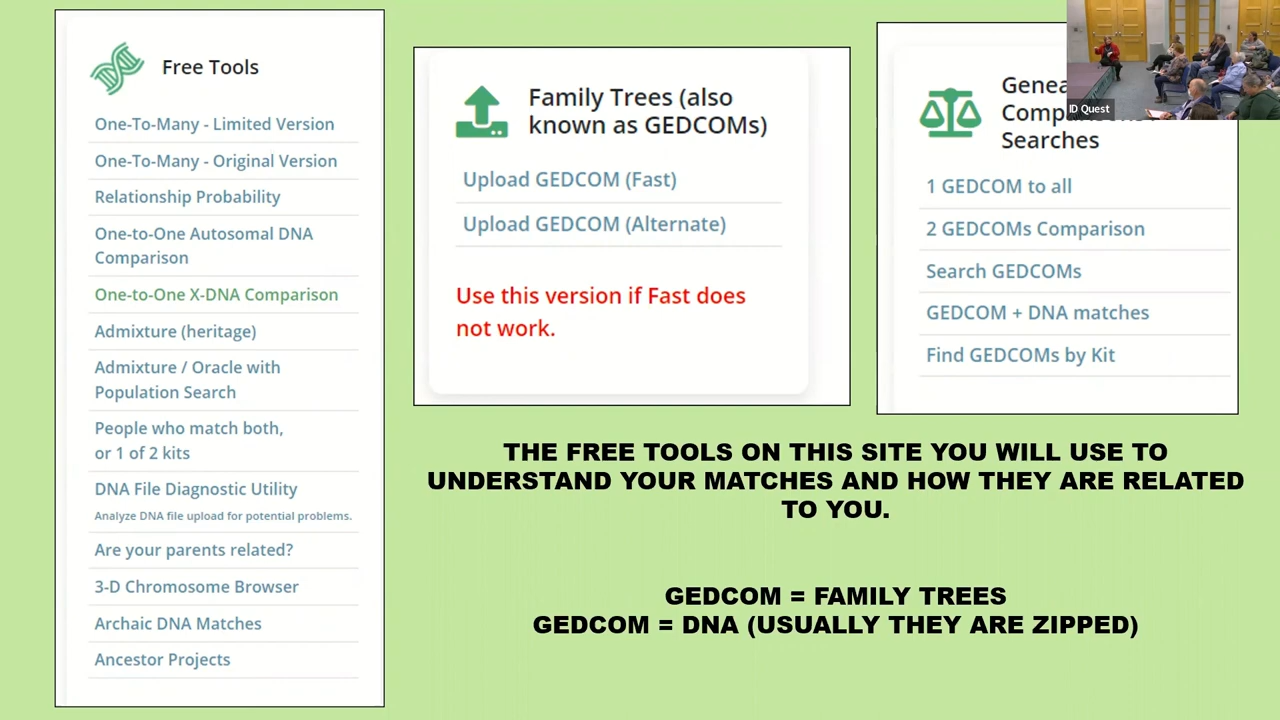 Free Tools
One-To-Many - Limited Version
One-To-Many - Original Version
Relationship Probability
One-to-One Autosomal DNA
Comparison
One-to-One X-DNA Comparison
Admixture (heritage)
Admixture / Oracle with
Population Search
People who match both,
or 1 of 2 kits
DNA File Diagnostic Utility
Analyze DNA file upload for potential problems.
Are your parents related?
3-D Chromosome Browser
Archaic DNA Matches
Ancestor Projects
Family Trees (also
known as GEDCOMs)
Upload GEDCOM (Fast)
Upload GEDCOM (Alternate)
Use this version if Fast does
not work.
Searches
1 GEDCOM to all
2 GEDCOMs Comparison
Search GEDCOMs
GEDCOM + DNA matches
Find GEDCOMs by Kit
ID Quest
THE FREE TOOLS ON THIS SITE YOU WILL USE TO
UNDERSTAND YOUR MATCHES AND HOW THEY ARE RELATED
TO YOU.
GEDCOM = FAMILY TREES
GEDCOM = DNA (USUALLY THEY ARE ZIPPED)